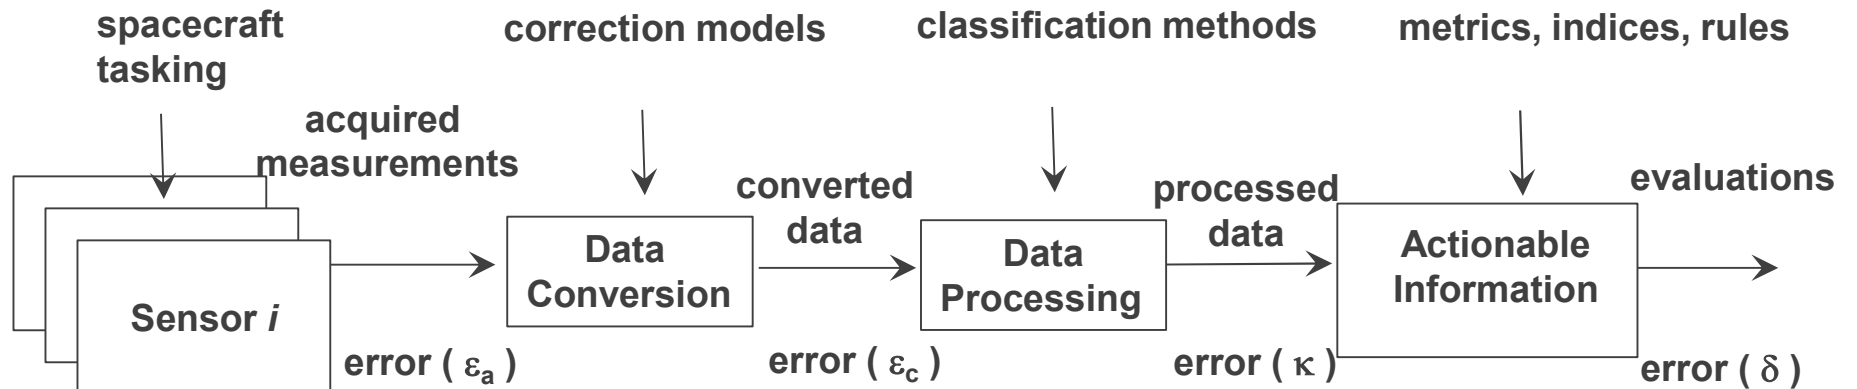 spacecraft
tasking
correction models
classification methods
metrics, indices, rules
acquired
measurements
converted
data
processed
data
evaluations
Sensor i
Data
Conversion
Data
Processing
Actionable
Information
error ( εa )
error ( εc )
error ( κ )
error ( δ )